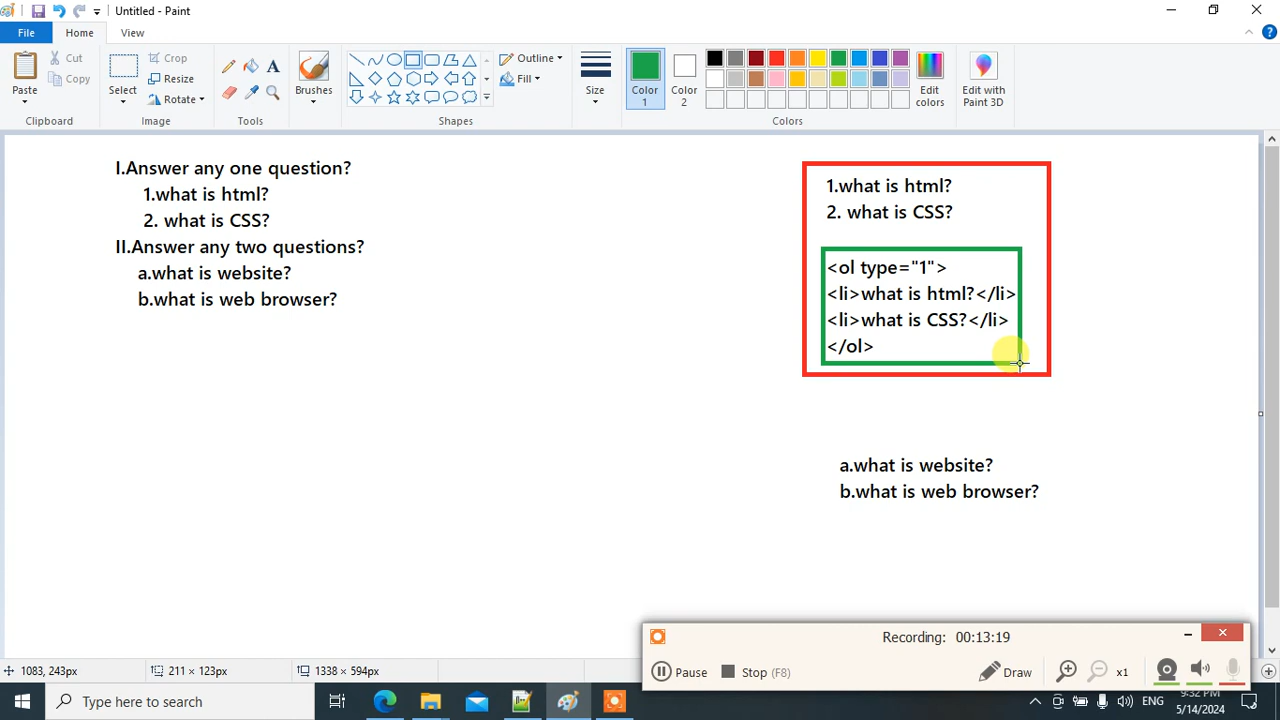 Untitled - Paint
File
Home
View
Paste
Cut
Copy
Clipboard
Select
Crop
Resize
Rotate
Image
A
Tools
Brushes
Outline
Fill
Shapes
Size
Color 1
Color 2
Edit colors
Colors
Edit with Paint 3D
I.Answer any one question?
1.what is html?
2. what is CSS?
II.Answer any two questions?
a.what is website?
b.what is web browser?
1.what is html?
2. what is CSS?
<ol type="1">
<li>what is html?</li>
<li>what is CSS?</li>
</ol>
a.what is website?
b.what is web browser?
Recording: 00:13:19
Pause
Stop (F8)
Draw
x1
1083, 243px
211 × 123px
1338 × 594px
Type here to search
ENG
9:32 PM
5/14/2024